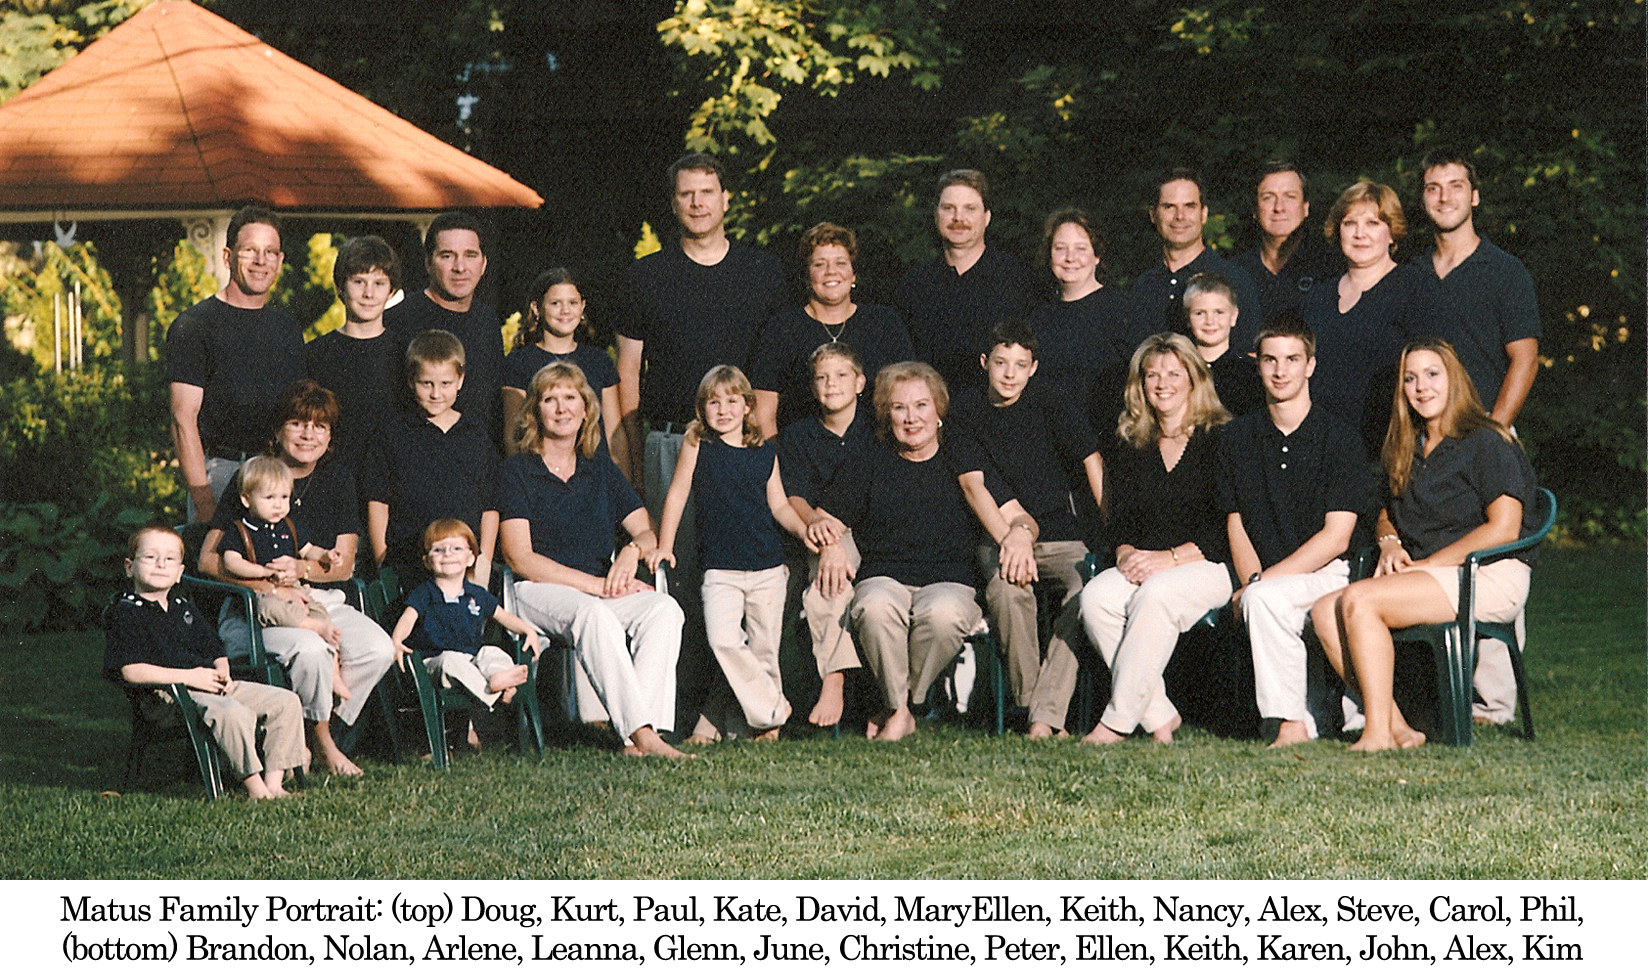 Matus Family Portrait: (top) Doug, Kurt, Paul, Kate, David, MaryEllen, Keith, Nancy, Alex, Steve, Carol, Phil,
(bottom) Brandon, Nolan, Arlene, Leanna, Glenn, June, Christine, Peter, Ellen, Keith, Karen, John, Alex, Kim